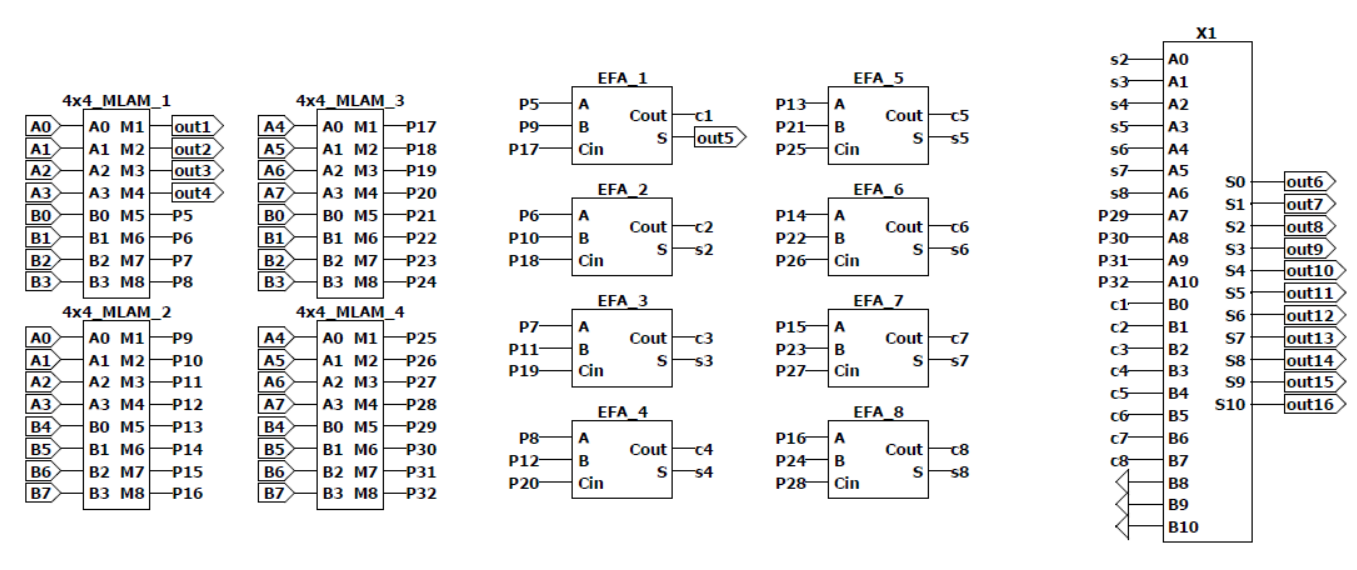 4x4_MLAM_1
A0 A0 M1 out1
A1 A1 M2 out2
A2 A2 M3 out3
A3 A3 M4 out4
B0 B0 M5 P5
B1 B1 M6 P6
B2 B2 M7 P7
B3 B3 M8 P8
4x4_MLAM_2
A0 A0 M1 P9
A1 A1 M2 P10
A2 A2 M3 P11
A3 A3 M4 P12
B4 B0 M5 P13
B5 B1 M6 P14
B6 B2 M7 P15
B7 B3 M8 P16
4x4_MLAM_3
A4 A0 M1 P17
A5 A1 M2 P18
A6 A2 M3 P19
A7 A3 M4 P20
B0 B0 M5 P21
B1 B1 M6 P22
B2 B2 M7 P23
B3 B3 M8 P24
4x4_MLAM_4
A4 A0 M1 P25
A5 A1 M2 P26
A6 A2 M3 P27
A7 A3 M4 P28
B4 B0 M5 P29
B5 B1 M6 P30
B6 B2 M7 P31
B7 B3 M8 P32
EFA_1
P5 A
Cout c1
P9 B
S out5
P17 Cin
EFA_2
P6 A
Cout c2
P10 B
S s2
P18 Cin
EFA_3
P7 A
Cout c3
P11 B
S s3
P19 Cin
EFA_4
P8 A
Cout c4
P12 B
S s4
P20 Cin
EFA_5
P13 A
Cout c5
P21 B
S s5
P25 Cin
EFA_6
P14 A
Cout c6
P22 B
S s6
P26 Cin
EFA_7
P15 A
Cout c7
P23 B
S s7
P27 Cin
EFA_8
P16 A
Cout c8
P24 B
S s8
P28 Cin
X1
s2 A0
s3 A1
s4 A2
s5 A3
s6 A4
s7 A5
s8 A6
P29 A7
P30 A8
P31 A9
P32 A10
c1 B0
c2 B1
c3 B2
c4 B3
c5 B4
c6 B5
c7 B6
c8 B7
B8
B9
B10
S0 out6
S1 out7
S2 out8
S3 out9
S4 out10
S5 out11
S6 out12
S7 out13
S8 out14
S9 out15
S10 out16